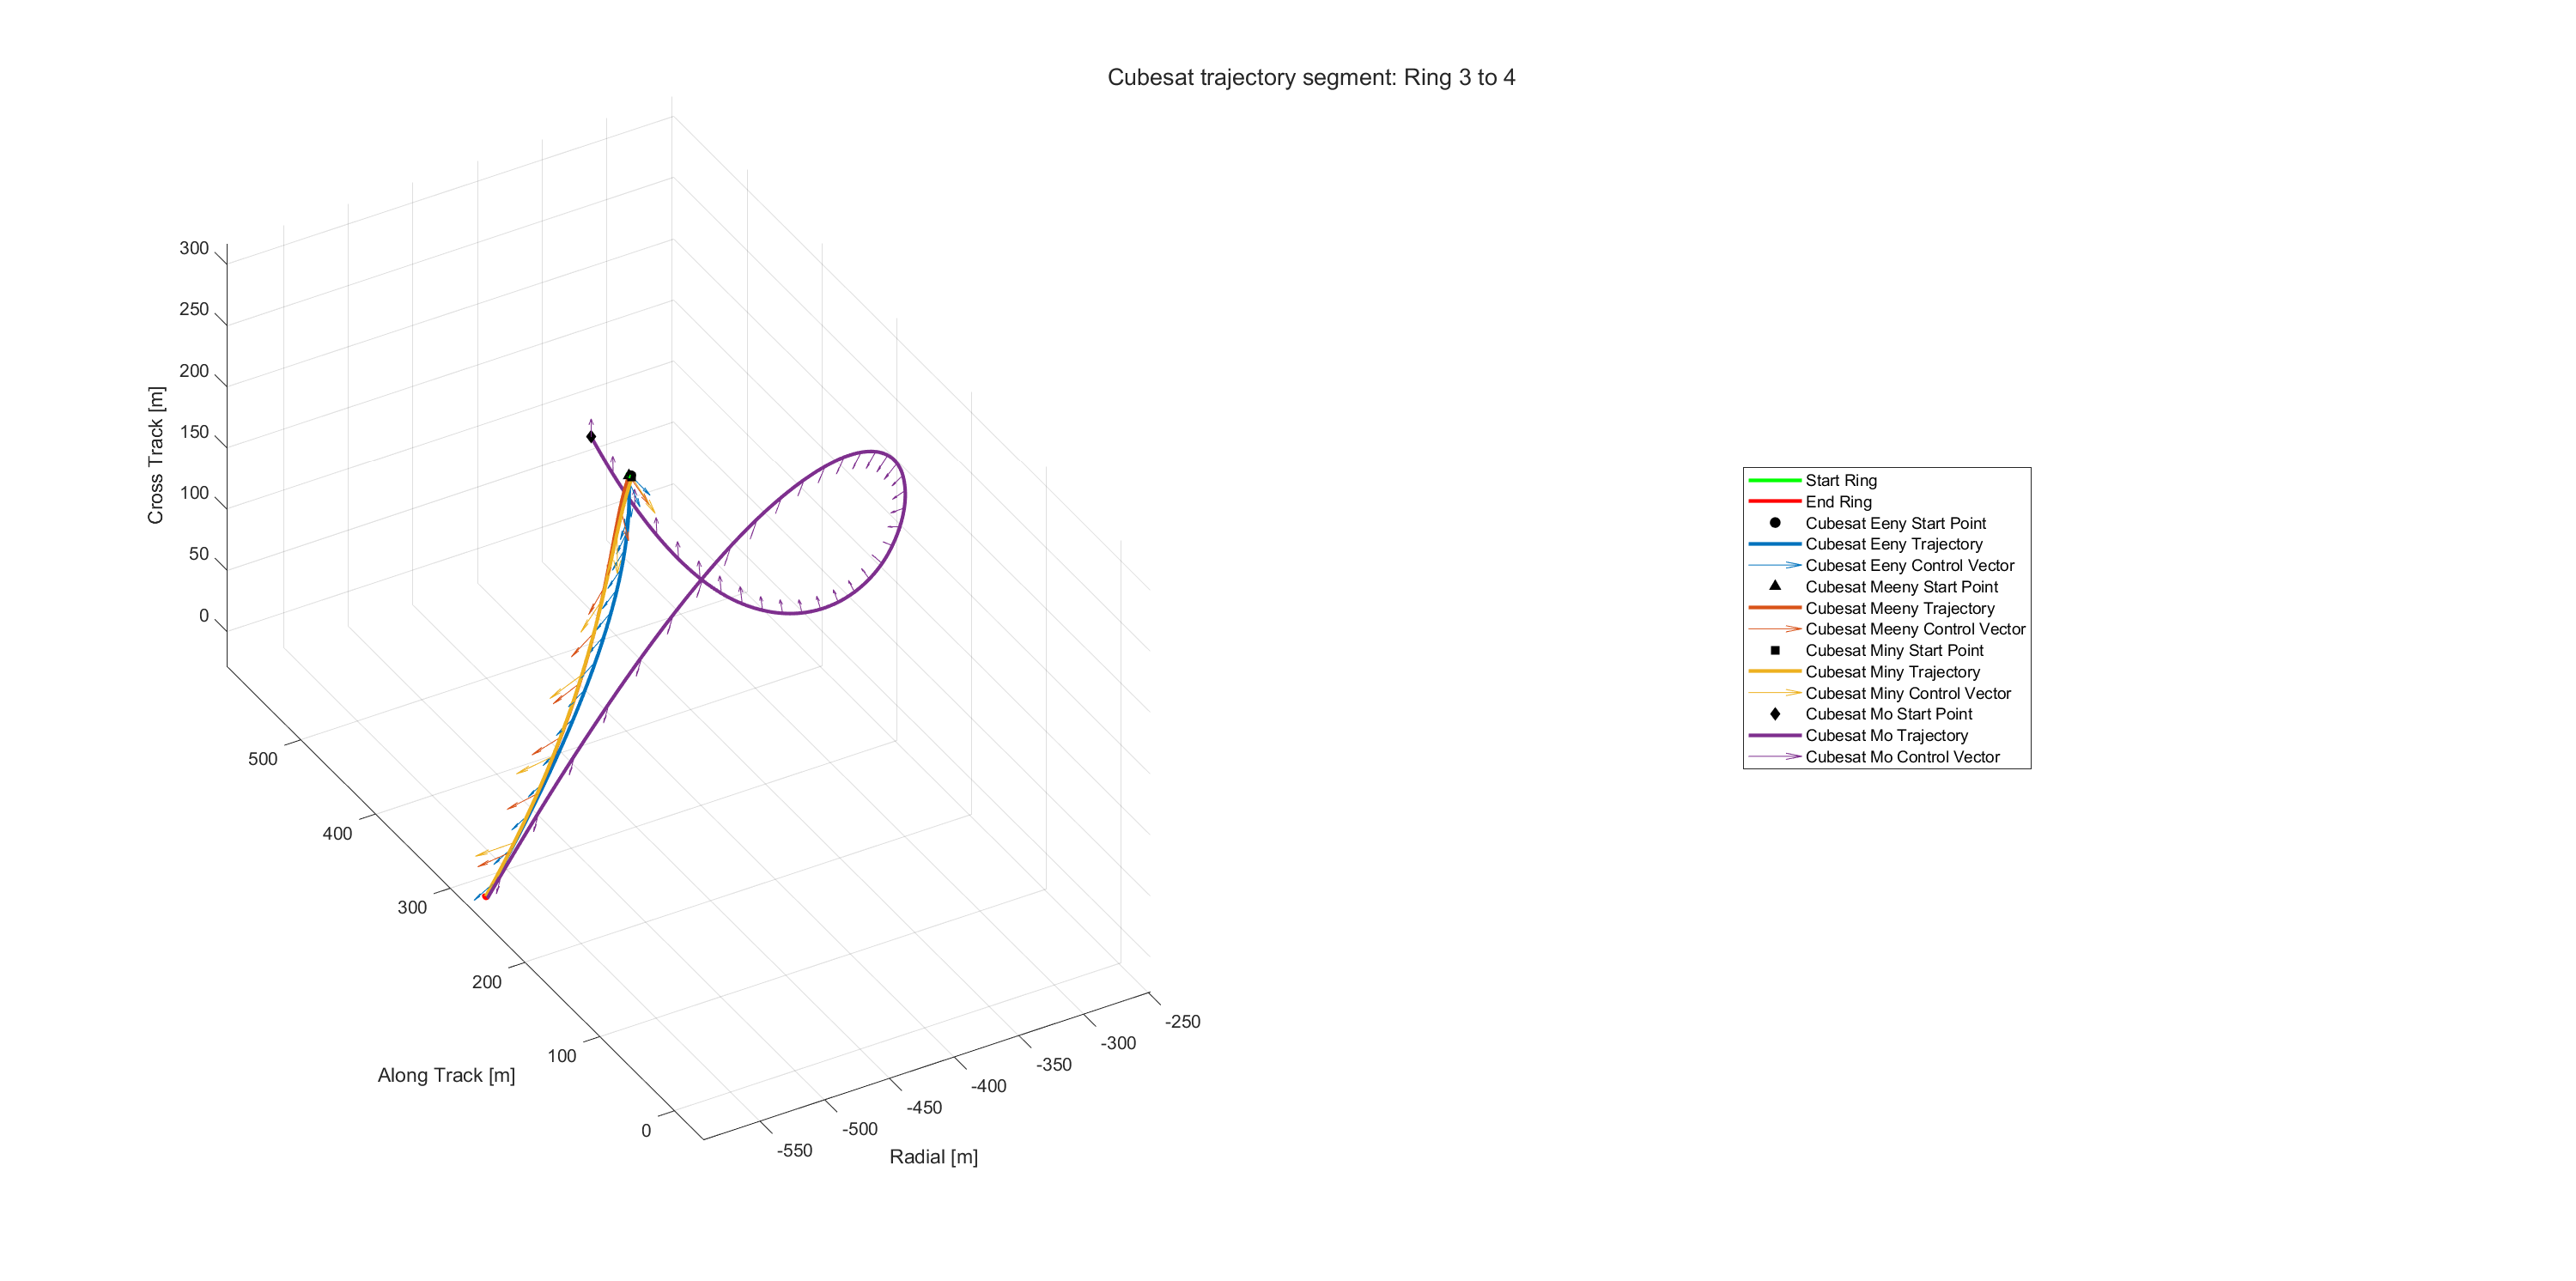 Cubesat trajectory segment: Ring 3 to 4
300
250
200
150
100
50
0
Cross Track [m]
500
400
300
200
100
0
Along Track [m]
-550
-500
-450
-400
-350
-300
-250
Radial [m]
Start Ring
End Ring
Cubesat Eeny Start Point
Cubesat Eeny Trajectory
Cubesat Eeny Control Vector
Cubesat Meeny Start Point
Cubesat Meeny Trajectory
Cubesat Meeny Control Vector
Cubesat Miny Start Point
Cubesat Miny Trajectory
Cubesat Miny Control Vector
Cubesat Mo Start Point
Cubesat Mo Trajectory
Cubesat Mo Control Vector